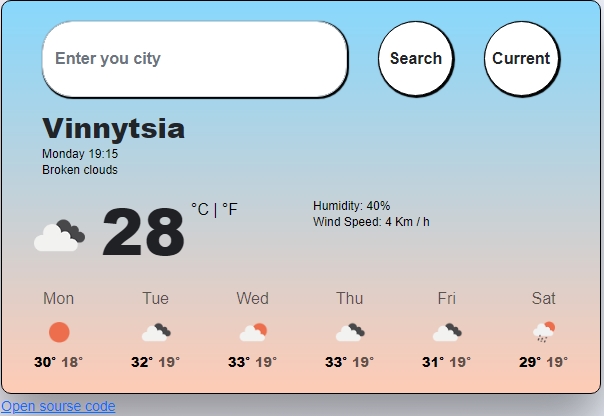 Enter you city
Search
Current
Vinnytsia
Monday 19:15
Broken clouds
28 °C | °F
Humidity: 40%
Wind Speed: 4 Km / h
Mon Tue Wed Thu Fri Sat
30° 18° 32° 19° 33° 19° 33° 19° 31° 19° 29° 19°
Open sourse code